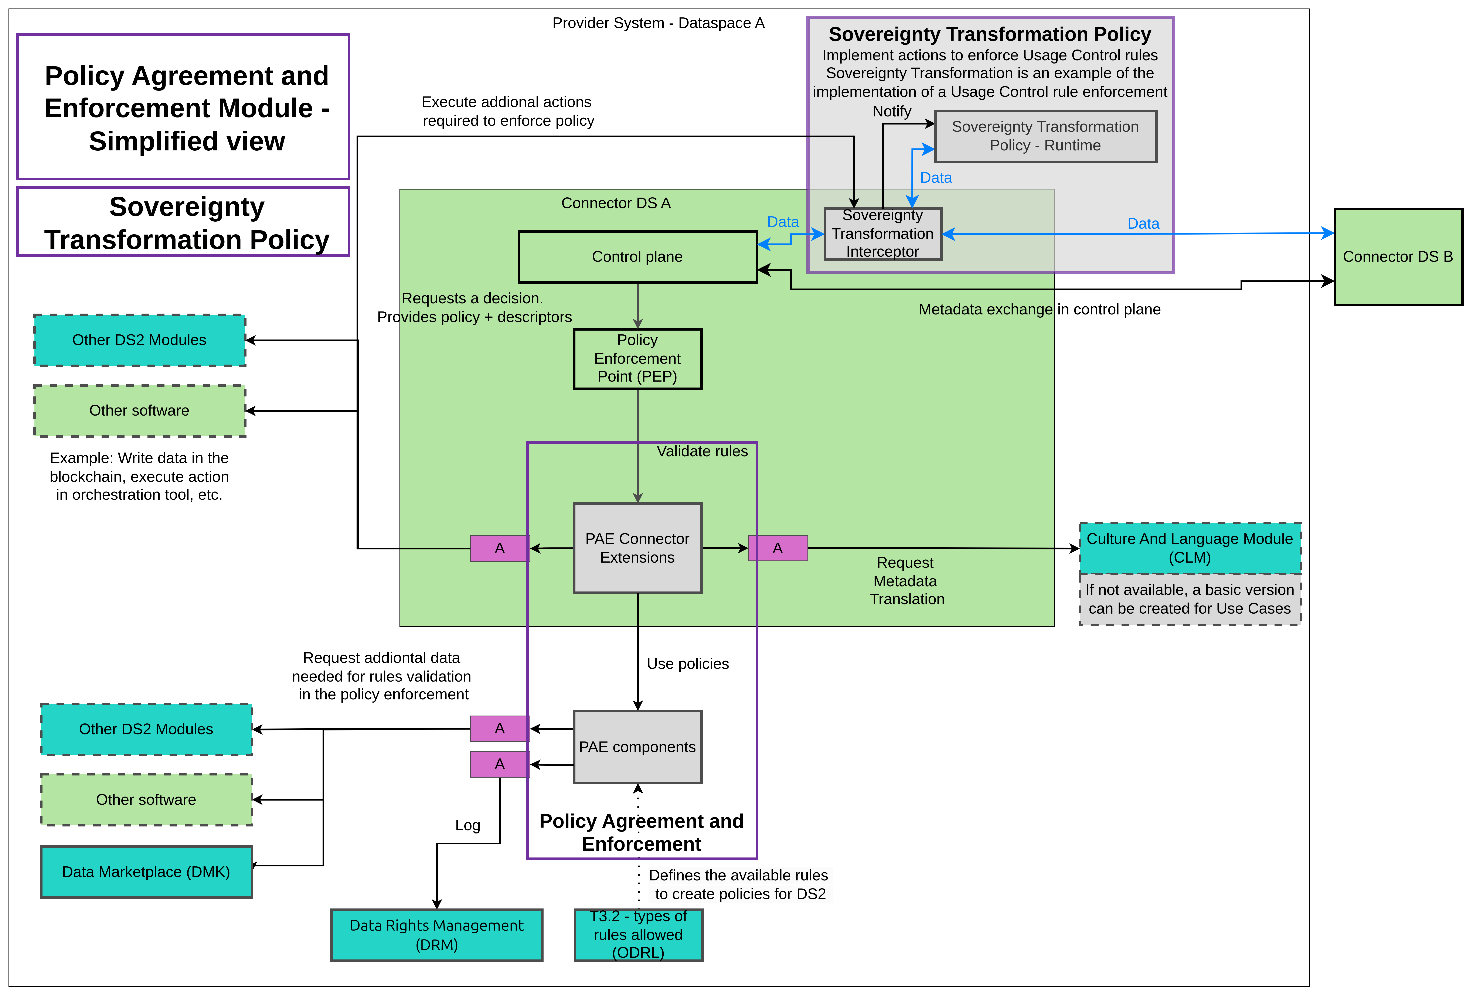 Provider System - Dataspace A
Policy Agreement and
Enforcement Module -
Simplified view
Sovereignty
Transformation Policy
Sovereignty Transformation Policy
Implement actions to enforce Usage Control rules
Sovereignty Transformation is an example of the
implementation of a Usage Control rule enforcement
Notify
Sovereignty Transformation
Policy - Runtime
Data
Execute addional actions
required to enforce policy
Connector DS A
Data
Sovereignty
Transformation
Interceptor
Data
Connector DS B
Control plane
Metadata exchange in control plane
Requests a decision.
Provides policy + descriptors
Policy
Enforcement
Point (PEP)
Other DS2 Modules
Other software
Example: Write data in the
blockchain, execute action
in orchestration tool, etc.
Validate rules
PAE Connector
Extensions
A
A
Request
Metadata
Translation
Culture And Language Module
(CLM)
If not available, a basic version
can be created for Use Cases
Use policies
Request addiontal data
needed for rules validation
in the policy enforcement
Other DS2 Modules
Other software
Data Marketplace (DMK)
A
A
PAE components
Log
Policy Agreement and
Enforcement
Defines the available rules
to create policies for DS2
Data Rights Management
(DRM)
T3.2 - types of
rules allowed
(ODRL)